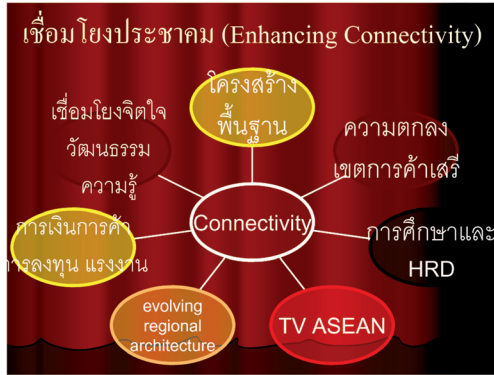 เชื่อมโยงประชาคม (Enhancing Connectivity)
โครงสร้าง
พื้นฐาน
เชื่อมโยงจิตใจ
วัฒนธรรม
ความรู้
ความตกลง
เขตการค้าเสรี
Connectivity
การเงินการค้า
การลงทุน แรงงาน
การศึกษาและ
HRD
evolving
regional
architecture
TV ASEAN